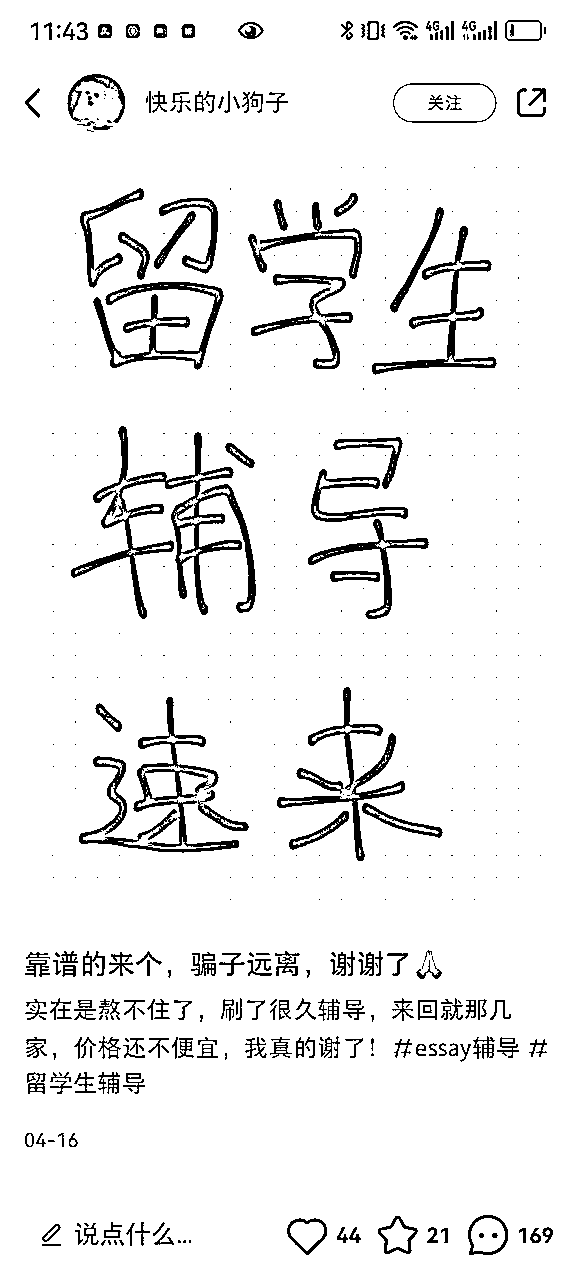 11:43
4G 4G
快乐的小狗子
关注
留学生
辅导
速来
靠谱的来个，骗子远离，谢谢了🙏
实在是熬不住了，刷了很久辅导，来回就那几
家，价格还不便宜，我真的谢了！#essay辅导 #
留学生辅导
04-16
说点什么... 44 21 169